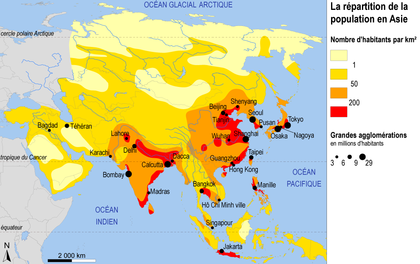 OCÉAN GLACIAL ARCTIQUE
La répartition de la
population en Asie
cercle polaire Arctique
Nombre d'habitants par km²
1
50
200
Grandes agglomérations
en millions d'habitants
3 6 9 29
Shenyang
Beijing
Seoul
Tianjin
Tokyo
Pusan
Bagdad
Téhéran
Lahore
Wuhan
Shanghai
Osaka
Nagoya
Delhi
tropique du Cancer
Karachi
Dacca
Taipei
Calcutta
Guangzhou
Hong Kong
OCÉAN
PACIFIQUE
Bombay
Madras
Bangkok
Manille
Hô Chi Minh ville
OCÉAN
INDIEN
Singapour
équateur
Jakarta
N
2 000 km